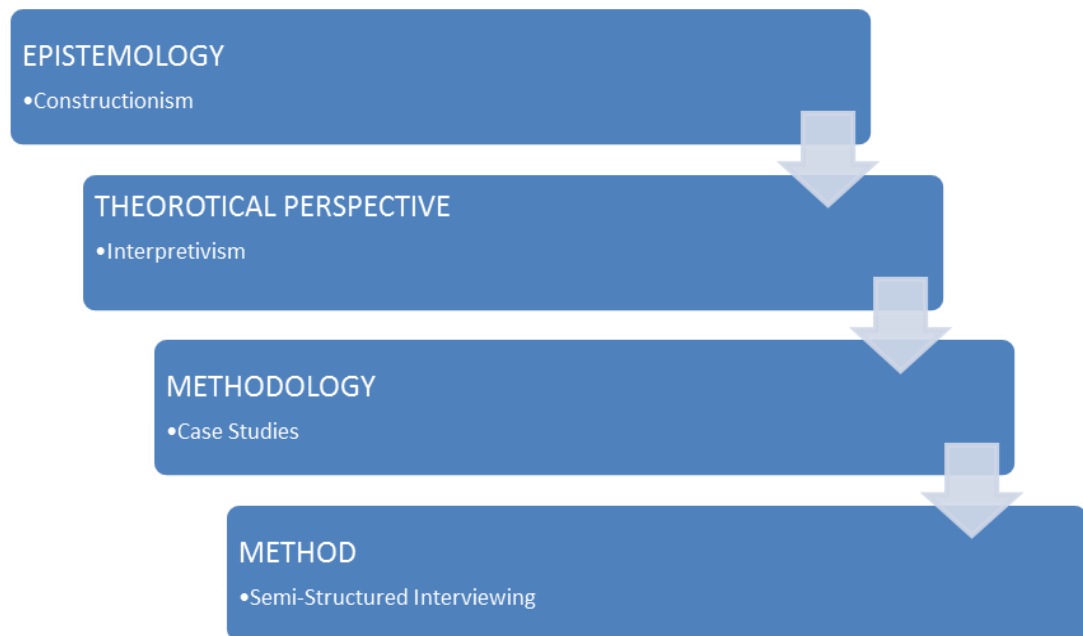 EPISTEMOLOGY
•Constructionism
THEOROTICAL PERSPECTIVE
•Interpretivism
METHODOLOGY
•Case Studies
METHOD
•Semi-Structured Interviewing